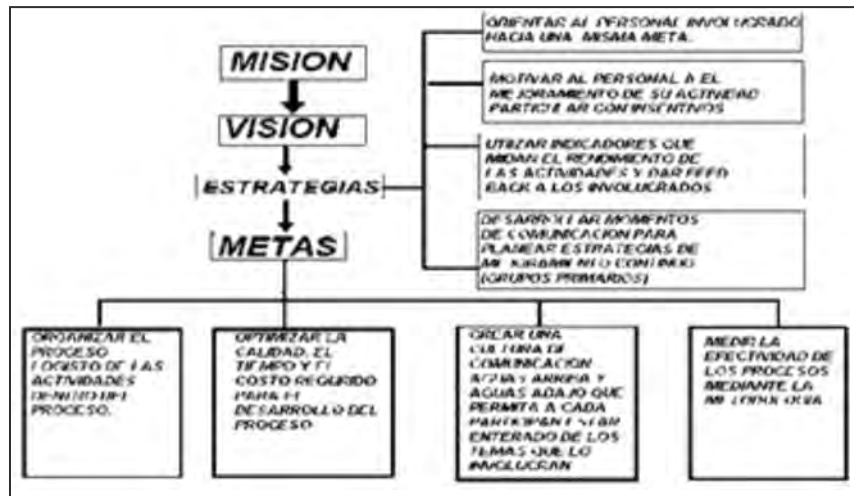 MISION
VISION
ESTRATEGIAS
METAS
ORIENTAR AL PERSONAL INVOLUCRADO
HACIA UNA MISMA META.
MOTIVAR AL PERSONAL A EL
MEJORAMIENTO DE SU ACTIVIDAD
PARTICULAR CON INSENTIVOS
UTILIZAR INDICADORES QUE
MIDAN EL RENDIMIENTO DE
LAS ACTIVIDADES Y DAR FEED
BACK A LOS INVOLUCRADOS
DESARROLLAR MOMENTOS
DE COMUNICACION PARA
PLANEAR ESTRATEGIAS DE
MEJORAMIENTO CONTINUO
(GRUPOS PRIMARIOS)
ORGANIZAR EL
PROCESO
DE LAS
ACTIVIDADES
DENTRO DEL
PROCESO.
OPTIMIZAR LA
CALIDAD, EL
TIEMPO Y EL
COSTO
PARA EL
DESARROLLO DEL
PROCESO
CREAR UNA
CULTURA DE
COMUNICACION
AGUAS ARRIBA Y
AGUAS ABAJO QUE
PERMITA A CADA
ENTERADO DE LOS
TEMAS QUE LO
INVOLUCRAN
MEDIR LA
EFECTIVIDAD DE
LOS PROCESOS
MEDIANTE LA
METODOLOGIA